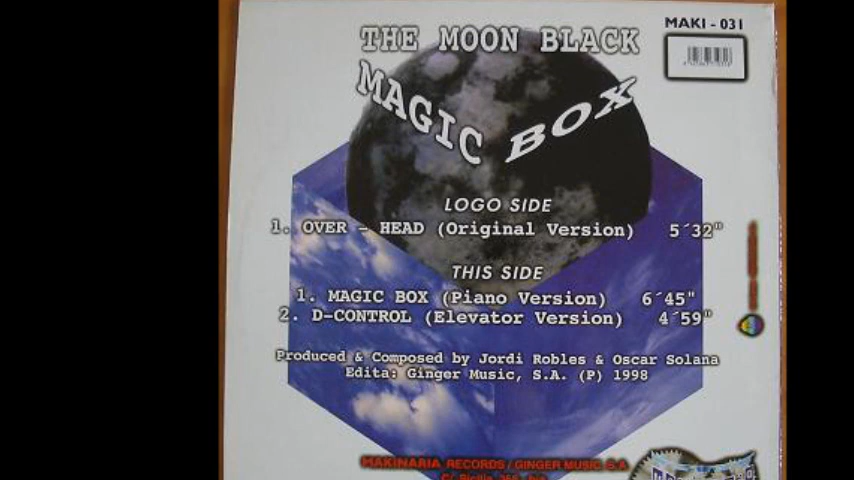 MAKI - 031
THE MOON BLACK
MAGIC BOX
LOGO SIDE
1. OVER - HEAD (Original Version) 5´32"
THIS SIDE
1. MAGIC BOX (Piano Version) 6´45"
2. D-CONTROL (Elevator Version) 4´59"
Produced & Composed by Jordi Robles & Oscar Solana
Edita: Ginger Music, S.A. (P) 1998
MAKINARIA RECORDS / GINGER MUSIC S.A.